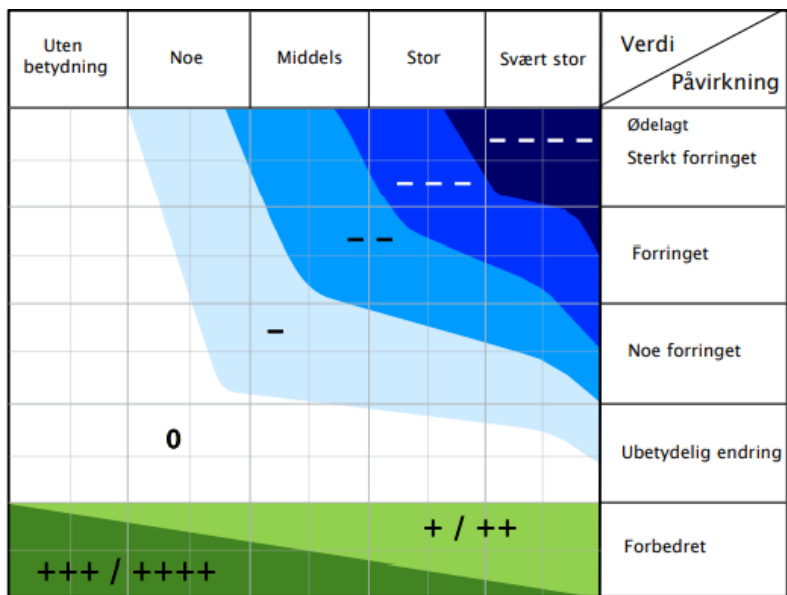 Uten
betydning
Noe
Middels
Stor
Svært stor
Verdi
Påvirkning
Ødelagt
Sterkt forringet
– – – –
– – –
Forringet
– –
–
Noe forringet
0
Ubetydelig endring
+ / ++
Forbedret
+++ / ++++